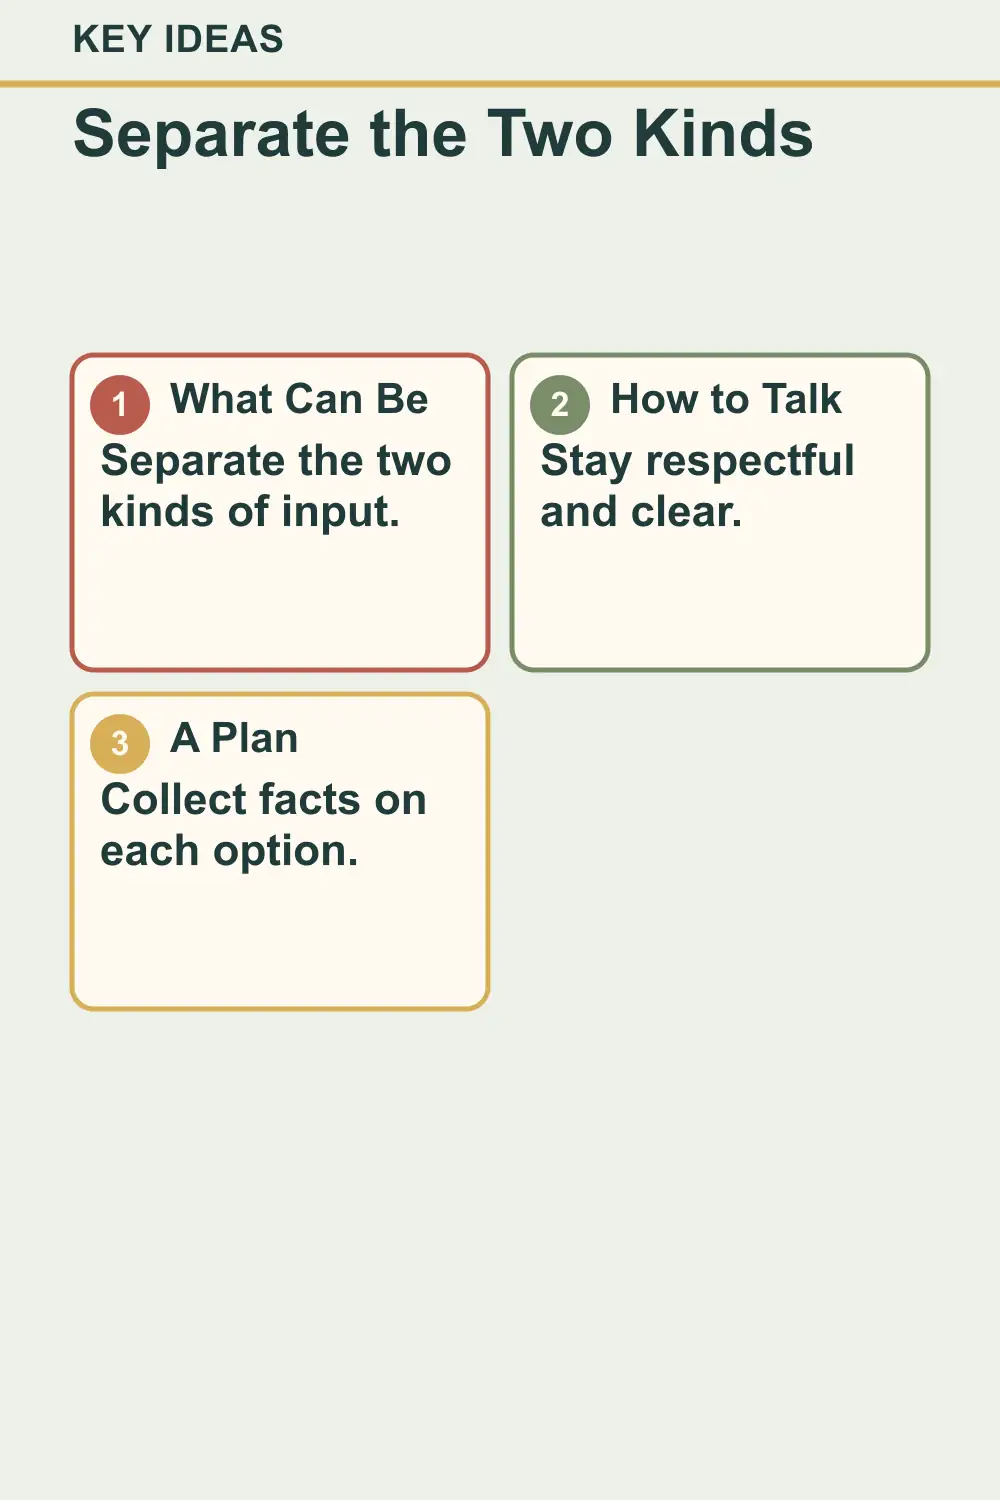 KEY IDEAS
Separate the Two Kinds
1 What Can Be
Separate the two
kinds of input.
2 How to Talk
Stay respectful
and clear.
3 A Plan
Collect facts on
each option.